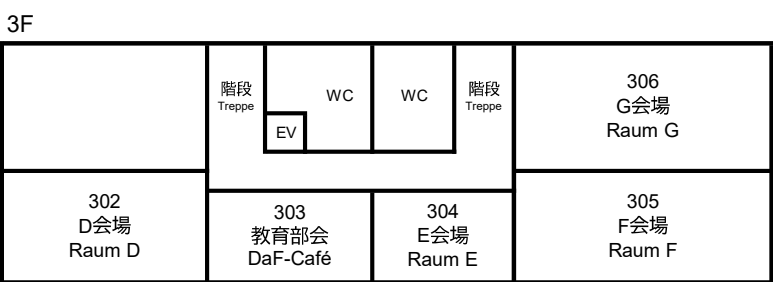 3F
階段
Treppe
EV
WC
WC
階段
Treppe
306
G会場
Raum G
302
D会場
Raum D
303
教育部会
DaF-Café
304
E会場
Raum E
305
F会場
Raum F